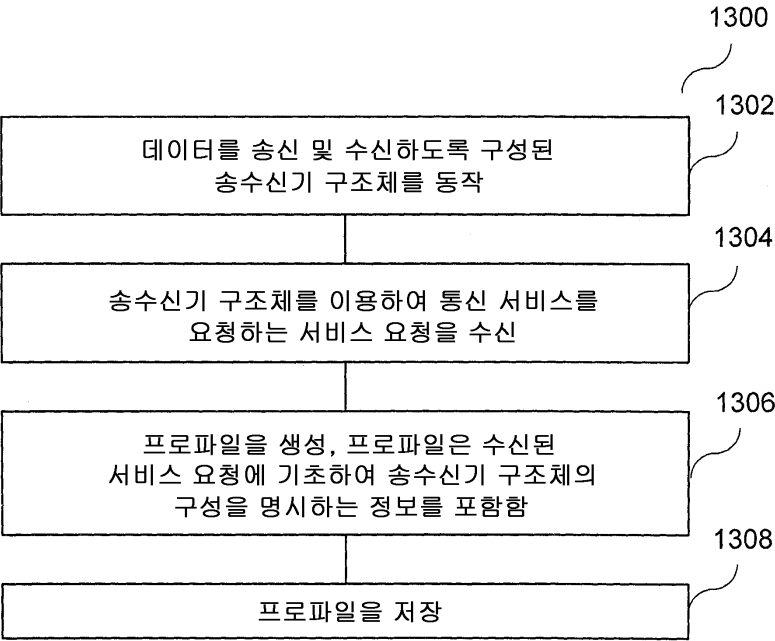 1300
1302
데이터를 송신 및 수신하도록 구성된
송수신기 구조체를 동작
1304
송수신기 구조체를 이용하여 통신 서비스를
요청하는 서비스 요청을 수신
1306
프로파일을 생성, 프로파일은 수신된
서비스 요청에 기초하여 송수신기 구조체의
구성을 명시하는 정보를 포함함
1308
프로파일을 저장